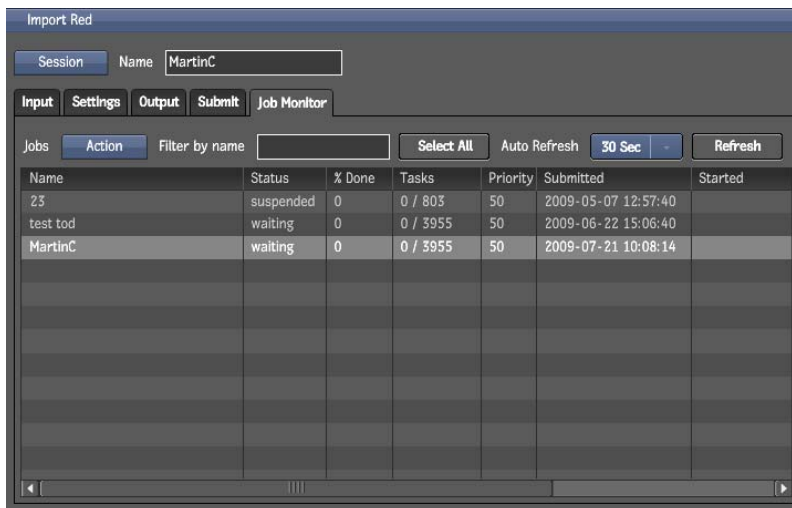 Import Red
Session Name MartinC
Input Settings Output Submit Job Monitor
Jobs Action Filter by name Select All Auto Refresh 30 Sec Refresh
Name Status % Done Tasks Priority Submitted Started
23 suspended 0 0 / 803 50 2009-05-07 12:57:40
test tod waiting 0 0 / 3955 50 2009-06-22 15:06:40
MartinC waiting 0 0 / 3955 50 2009-07-21 10:08:14